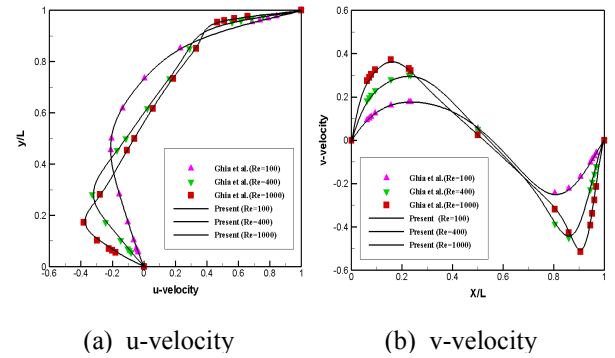 1
0.8
0.6
0.4
0.2
0
y/L
-0.6
-0.4
-0.2
0
0.2
0.4
0.6
0.8
1
u-velocity
Ghia et al.(Re=100)
Ghia et al.(Re=400)
Ghia et al.(Re=1000)
Present (Re=100)
Present (Re=400)
Present (Re=1000)
(a) u-velocity
0.6
0.4
0.2
0.0
-0.2
-0.4
-0.6
v-velocity
0.0
0.2
0.4
0.6
0.8
1.0
X/L
Ghia et al.(Re=100)
Ghia et al.(Re=400)
Ghia et al.(Re=1000)
Present (Re=100)
Present (Re=400)
Present (Re=1000)
(b) v-velocity